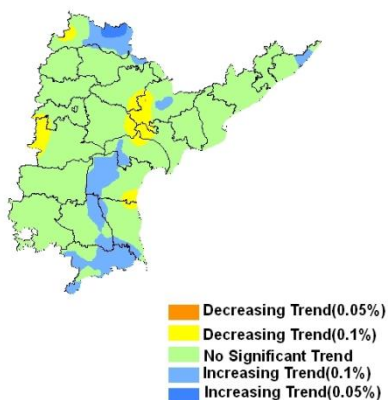 Decreasing Trend(0.05%)
Decreasing Trend(0.1%)
No Significant Trend
Increasing Trend(0.1%)
Increasing Trend(0.05%)